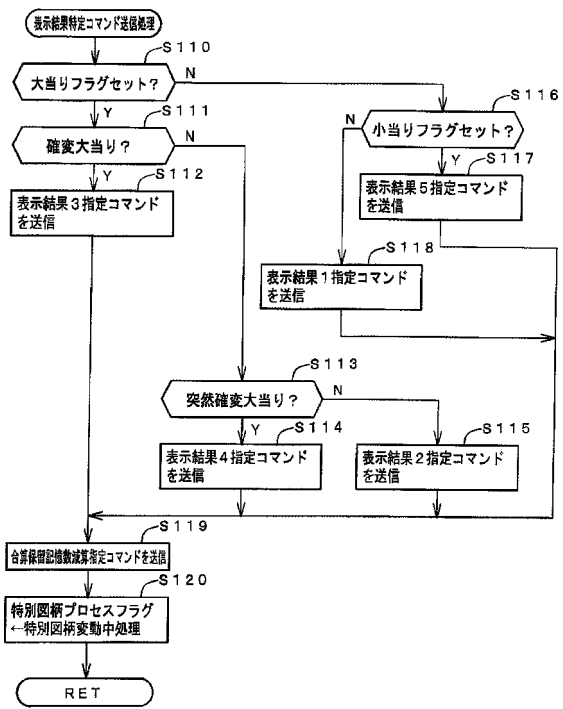 表示結果特定コマンド送信処理
S110
大当りフラグセット？
N
Y
S111
確変大当り？
N
Y
S112
表示結果3指定コマンド
を送信
S116
小当りフラグセット？
N
Y
S117
表示結果5指定コマンド
を送信
S118
表示結果1指定コマンド
を送信
S113
突然確変大当り？
N
Y
S114
表示結果4指定コマンド
を送信
S115
表示結果2指定コマンド
を送信
S119
合算保留記憶数減算指定コマンドを送信
S120
特別図柄プロセスフラグ
←特別図柄変動中処理
RET